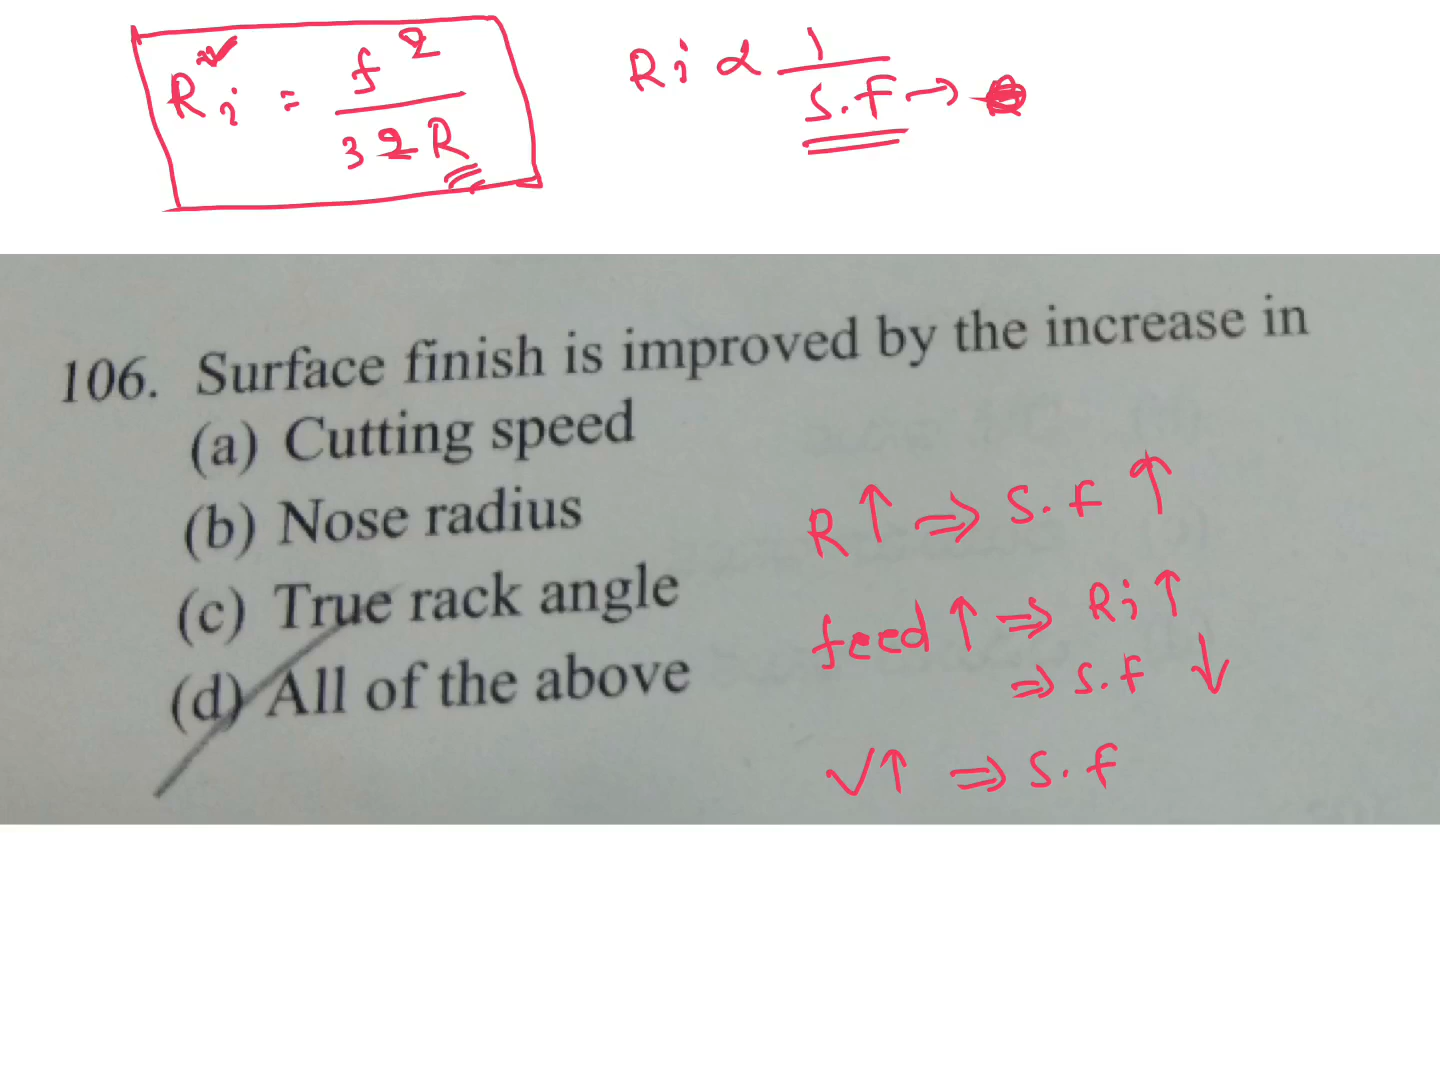 Ri = f² / 32R
Ri ∝ 1 / S.F →
106. Surface finish is improved by the increase in
(a) Cutting speed
(b) Nose radius
(c) True rack angle
(d) All of the above
R ↑ ⇒ S.F ↑
feed ↑ ⇒ Ri ↑
⇒ S.F ↓
V ↑ ⇒ S.F